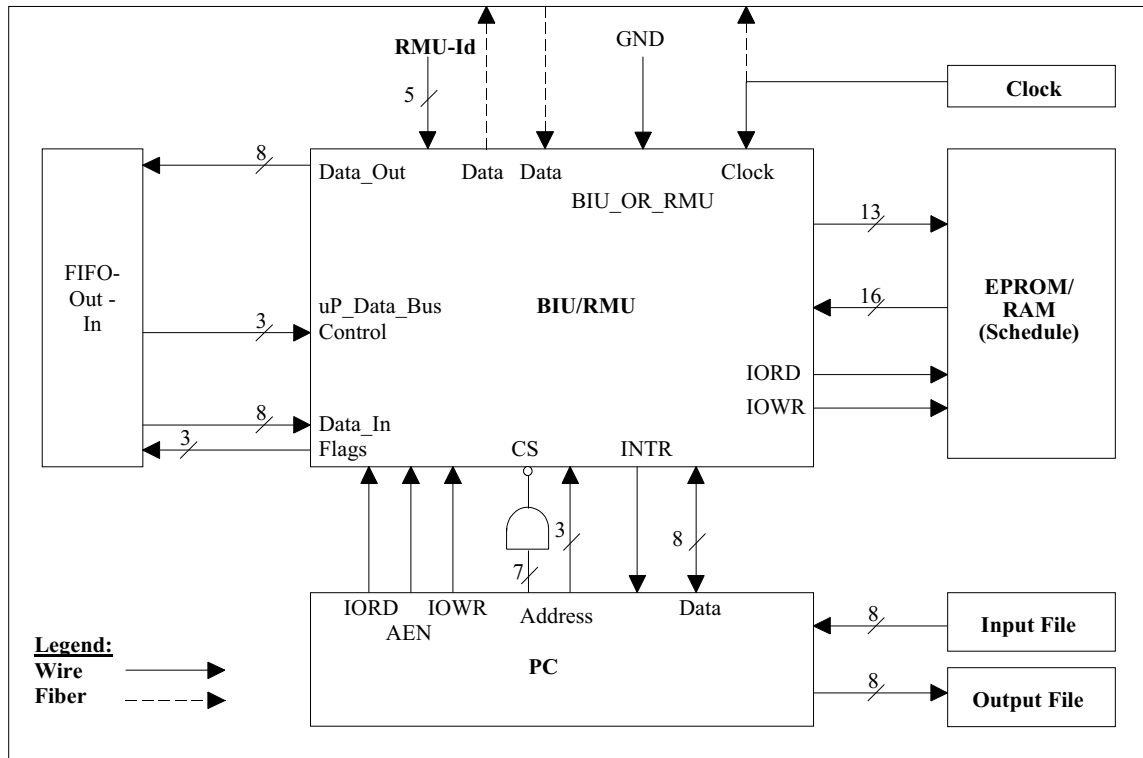 RMU-Id
GND
5
Clock
8
Data_Out
Data
Data
Clock
BIU_OR_RMU
13
FIFO-
Out -
In
uP_Data_Bus
Control
3
BIU/RMU
16
EPROM/
RAM
(Schedule)
IORD
IOWR
8
Data_In
3
Flags
CS
INTR
3
8
7
IORD
IOWR
Address
Data
AEN
8
Input File
Legend:
Wire
Fiber
PC
8
Output File